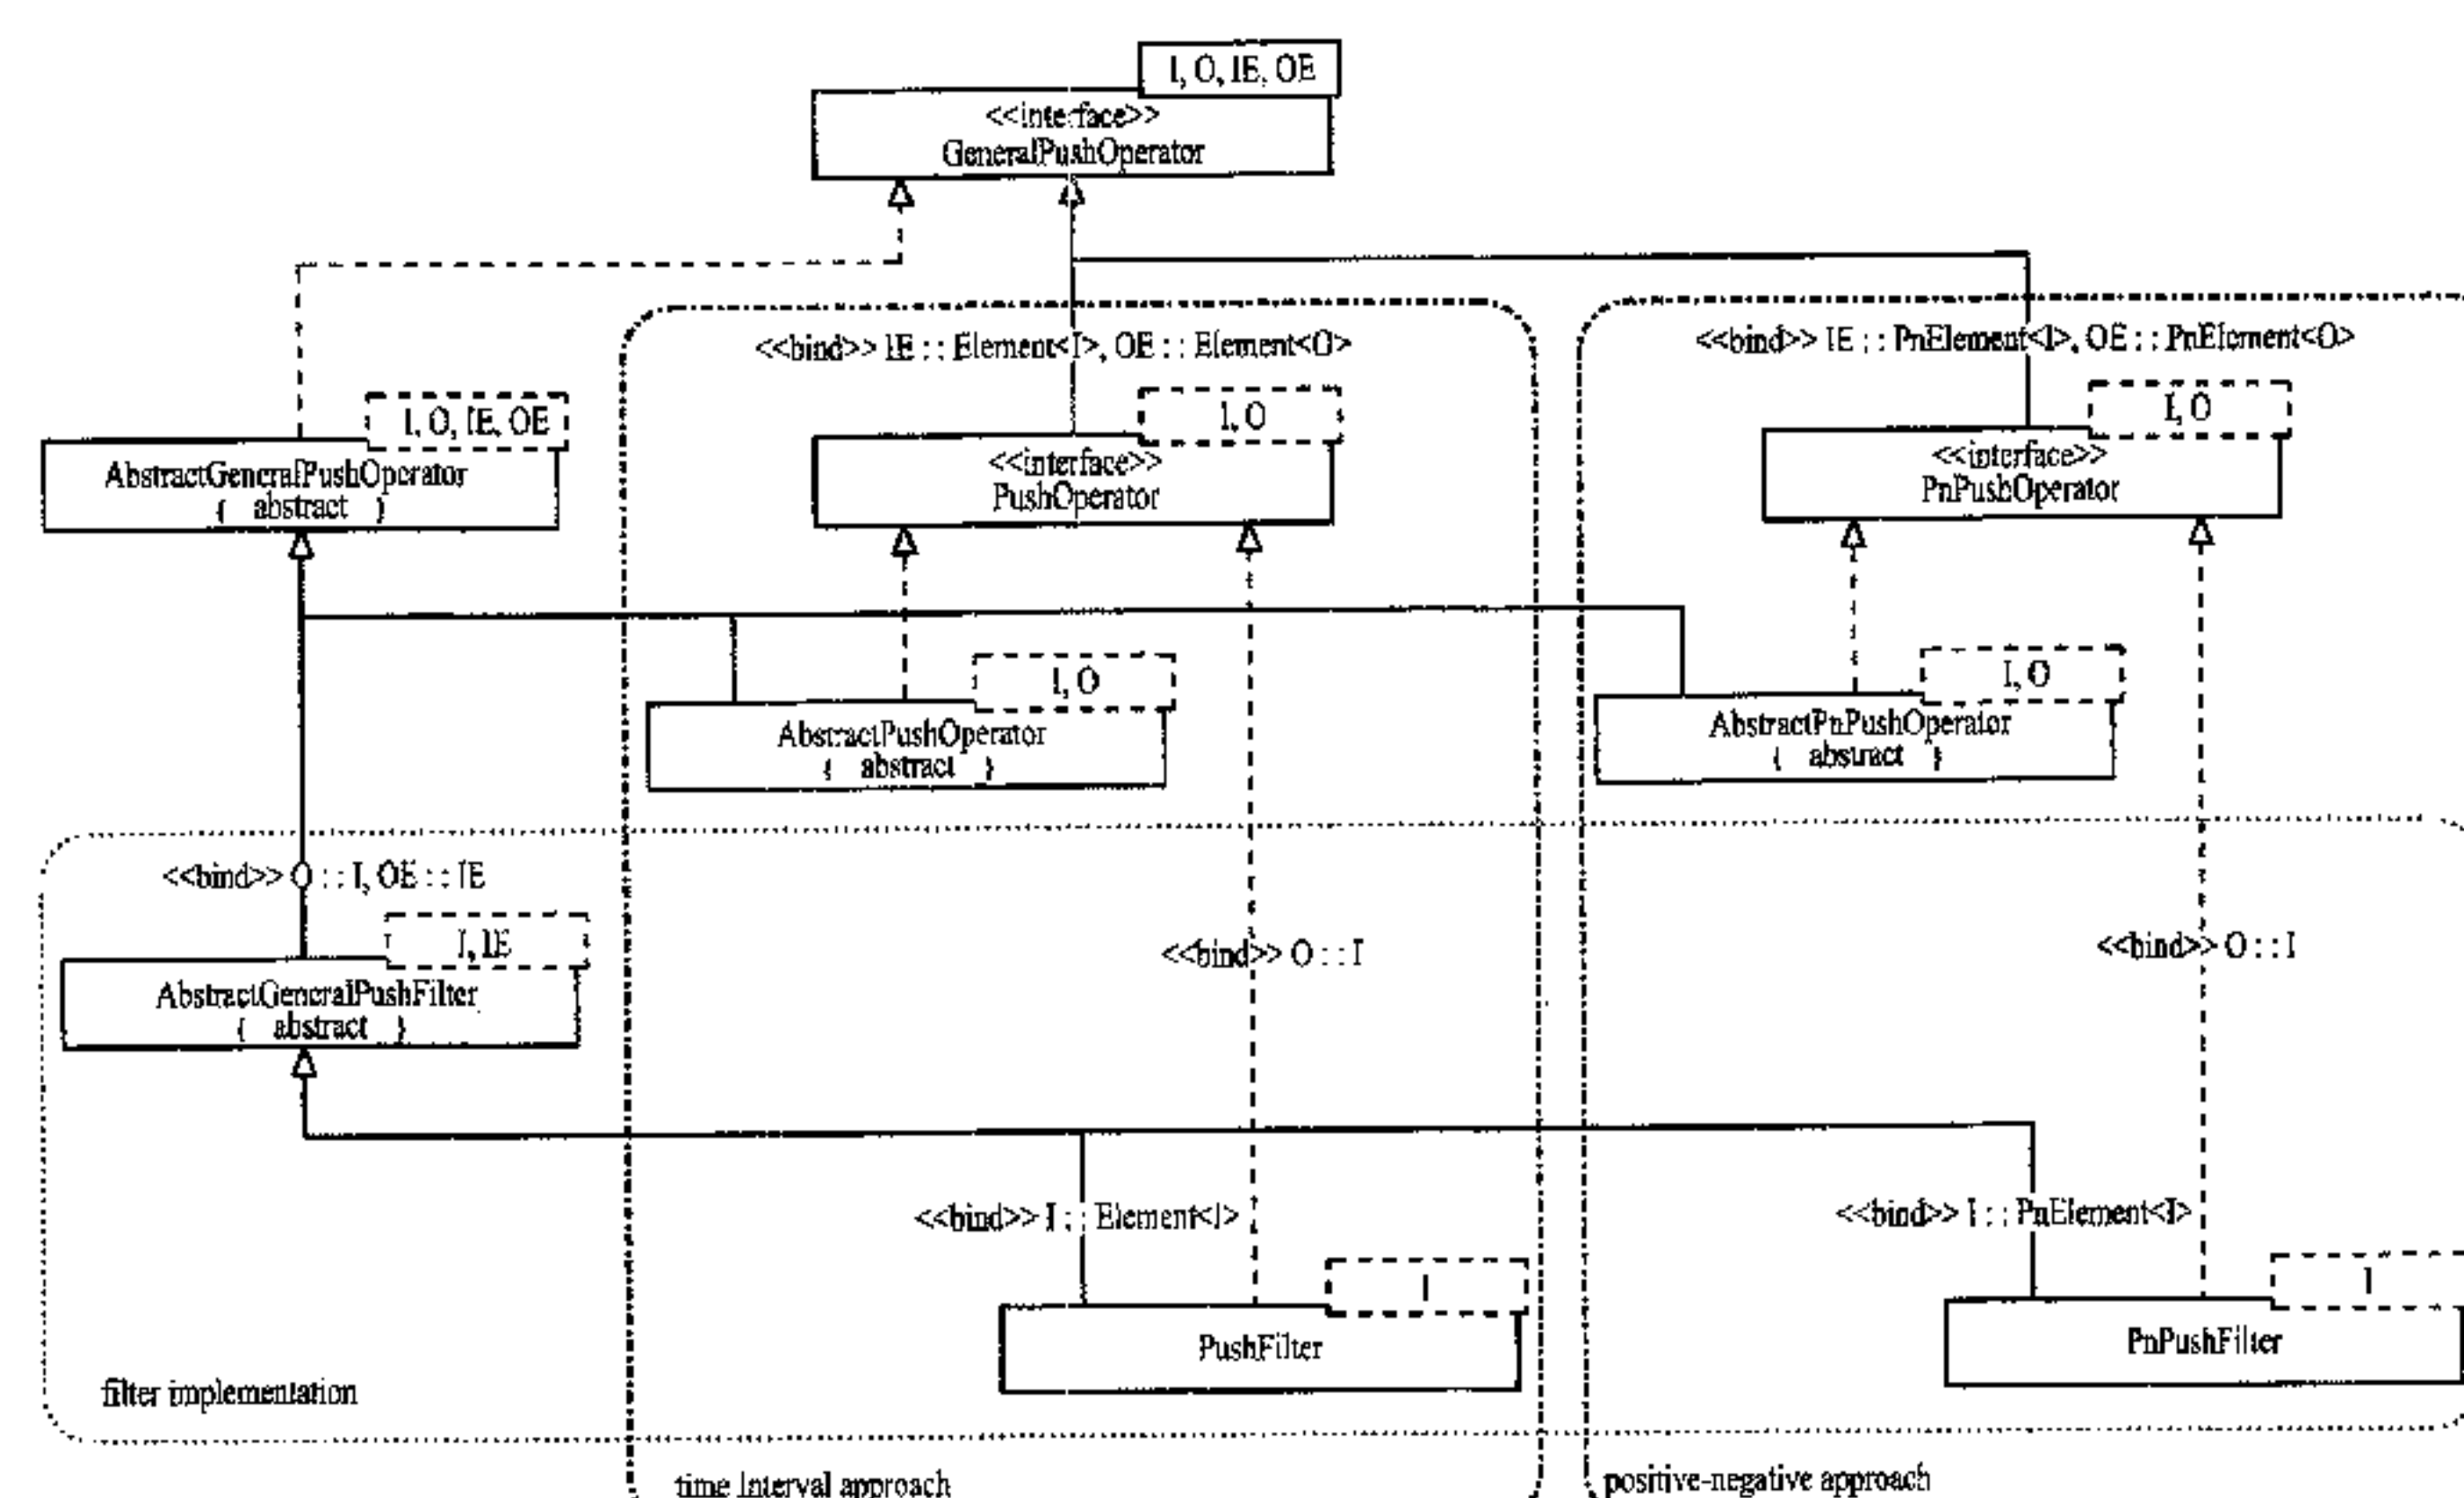 I, O, IE, OE
<<interface>>
GeneralPushOperator
<<bind>> IE : : Element<I>, OE : : Element<O>
<<bind>> IE : : PnElement<I>, OE : : PnElement<O>
I, O, IE, OE
AbstractGeneralPushOperator
{ abstract }
I, O
<<interface>>
PushOperator
I, O
<<interface>>
PnPushOperator
I, O
AbstractPushOperator
{ abstract }
I, O
AbstractPnPushOperator
{ abstract }
<<bind>> O : : I, OE : : IE
I, IE
AbstractGeneralPushFilter
{ abstract }
<<bind>> O : : I
<<bind>> O : : I
<<bind>> I : : Element<I>
<<bind>> I : : PnElement<I>
I
PushFilter
I
PnPushFilter
filter implementation
time Interval approach
positive-negative approach